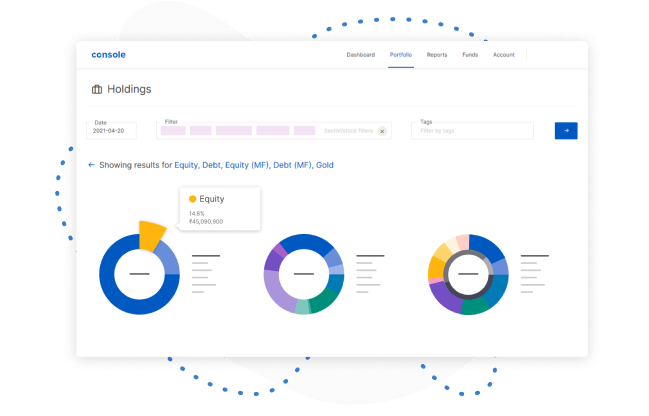 console
Dashboard Portfolio Reports Funds Account
Holdings
Date
2021-04-20
Filter
Sector/stock filters
Tags
Filter by tags
← Showing results for Equity, Debt, Equity (MF), Debt (MF), Gold
Equity
14.8%
₹45,090,900